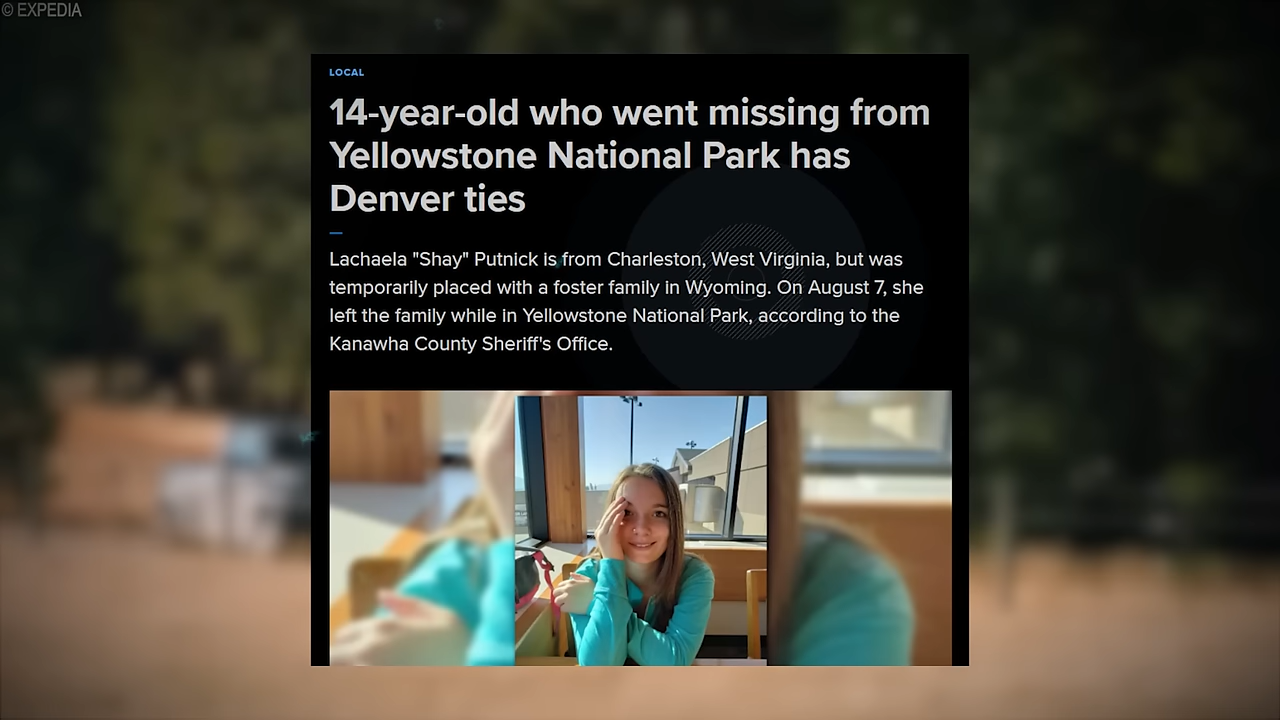 © EXPEDIA
LOCAL
14-year-old who went missing from
Yellowstone National Park has
Denver ties
Lachaela "Shay" Putnick is from Charleston, West Virginia, but was
temporarily placed with a foster family in Wyoming. On August 7, she
left the family while in Yellowstone National Park, according to the
Kanawha County Sheriff's Office.